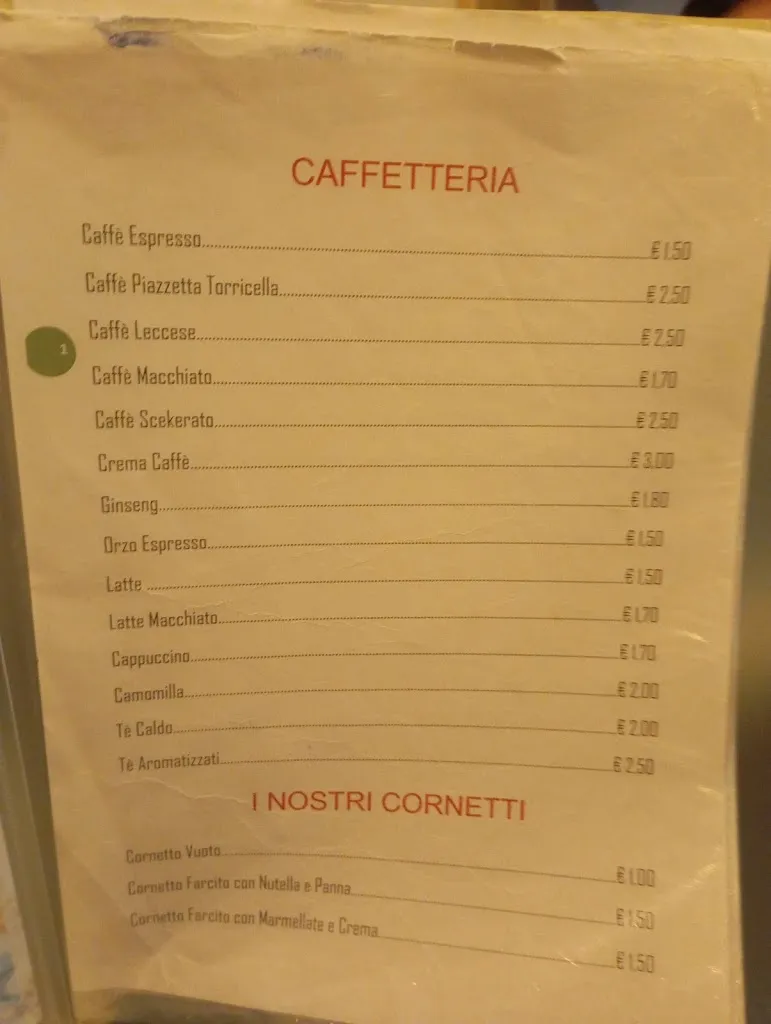 CAFFETTERIA
Caffè Espresso........€ 1.50
Caffè Piazzetta Torricella........€ 2.50
1
Caffè Leccese........€ 2.50
Caffè Macchiato........€ 1.70
Caffè Scekerato........€ 2.50
Crema Caffè........€ 3.00
Ginseng........€ 1.80
Orzo Espresso........€ 1.50
Latte ........€ 1.50
Latte Macchiato........€ 1.70
Cappuccino........€ 1.70
Camomilla........€ 2.00
Tè Caldo........€ 2.00
Tè Aromatizzati........€ 2.50
I NOSTRI CORNETTI
Cornetto Vuoto........€ 1.00
Cornetto Farcito con Nutella e Panna........€ 1.50
Cornetto Farcito con Marmellate e Crema........€ 1.50